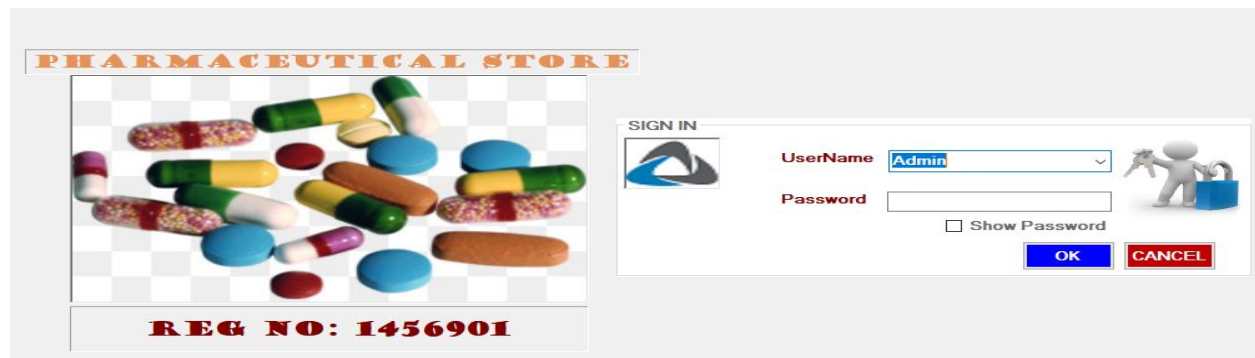 PHARMACEUTICAL STORE
REG NO: 1456901
SIGN IN
UserName Admin
Password
Show Password
OK CANCEL